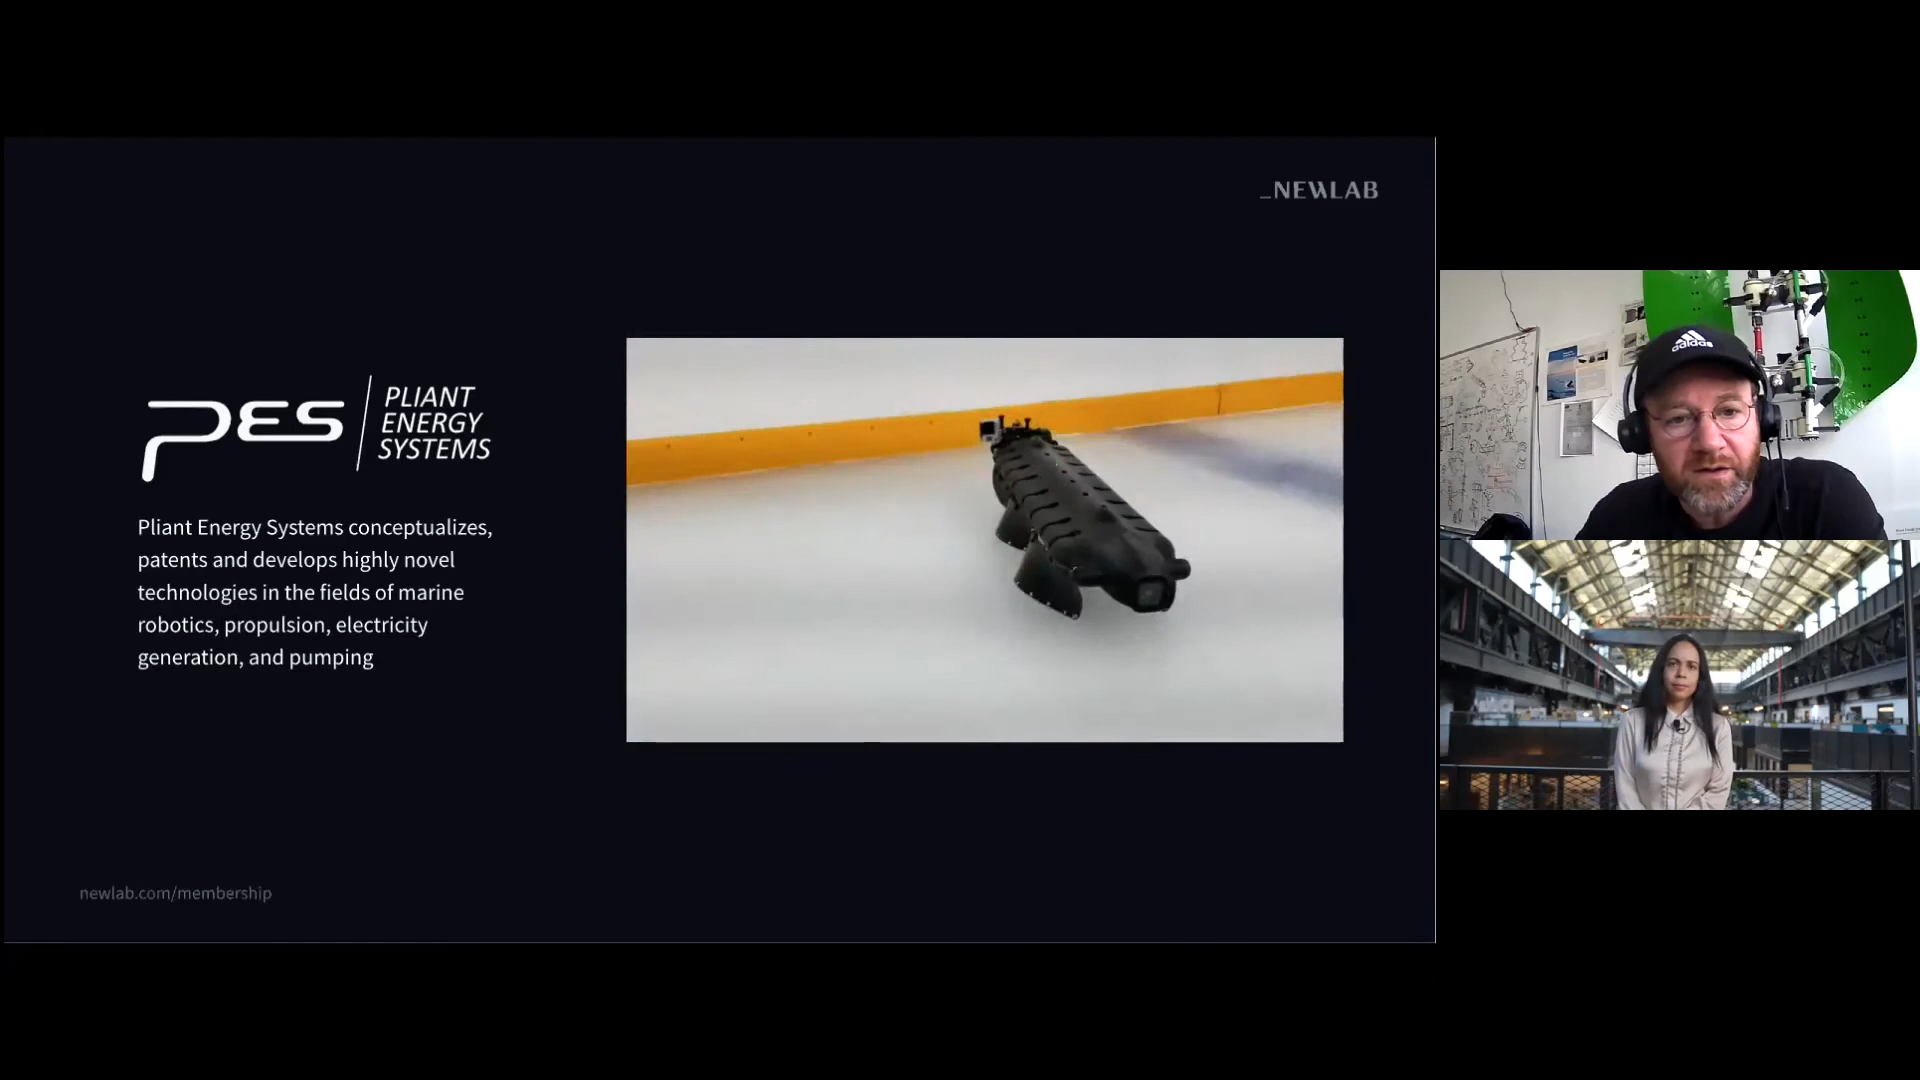 _NEWLAB
PES
PLIANT
ENERGY
SYSTEMS
Pliant Energy Systems conceptualizes,
patents and develops highly novel
technologies in the fields of marine
robotics, propulsion, electricity
generation, and pumping
newlab.com/membership
adidas